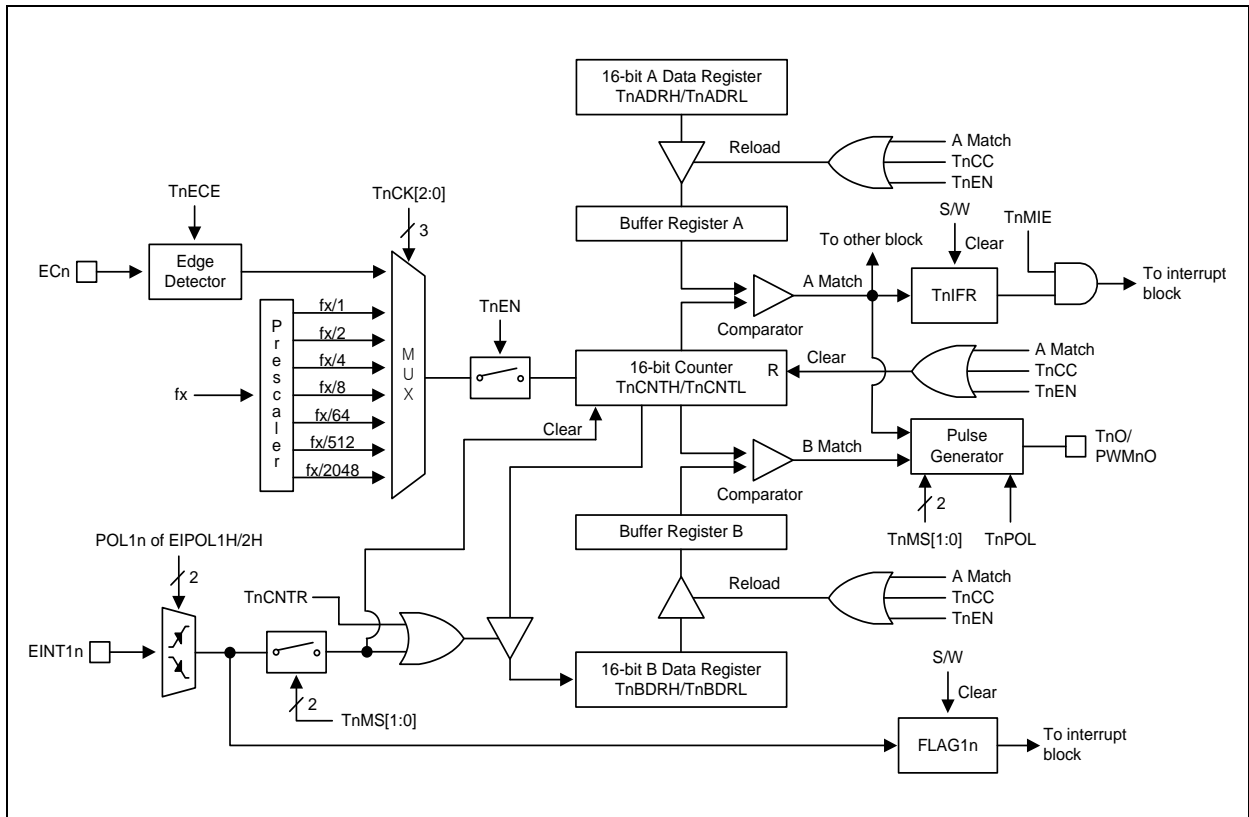 16-bit A Data Register
TnADRH/TnADRL
Reload
A Match
TnCC
TnEN
Buffer Register A
TnECE
TnCK[2:0]
3
ECn
Edge
Detector
Prescaler
fx
fx/1
fx/2
fx/4
fx/8
fx/64
fx/512
fx/2048
MUX
TnEN
16-bit Counter
TnCNTH/TnCNTL
R
Clear
A Match
TnCC
TnEN
Clear
Comparator
A Match
To other block
S/W
Clear
TnIFR
TnMIE
To interrupt
block
Comparator
B Match
Pulse
Generator
TnO/
PWMnO
2
TnMS[1:0]
TnPOL
Buffer Register B
Reload
A Match
TnCC
TnEN
16-bit B Data Register
TnBDRH/TnBDRL
POL1n of EIPOL1H/2H
2
EINT1n
TnCNTR
2
TnMS[1:0]
S/W
Clear
FLAG1n
To interrupt
block